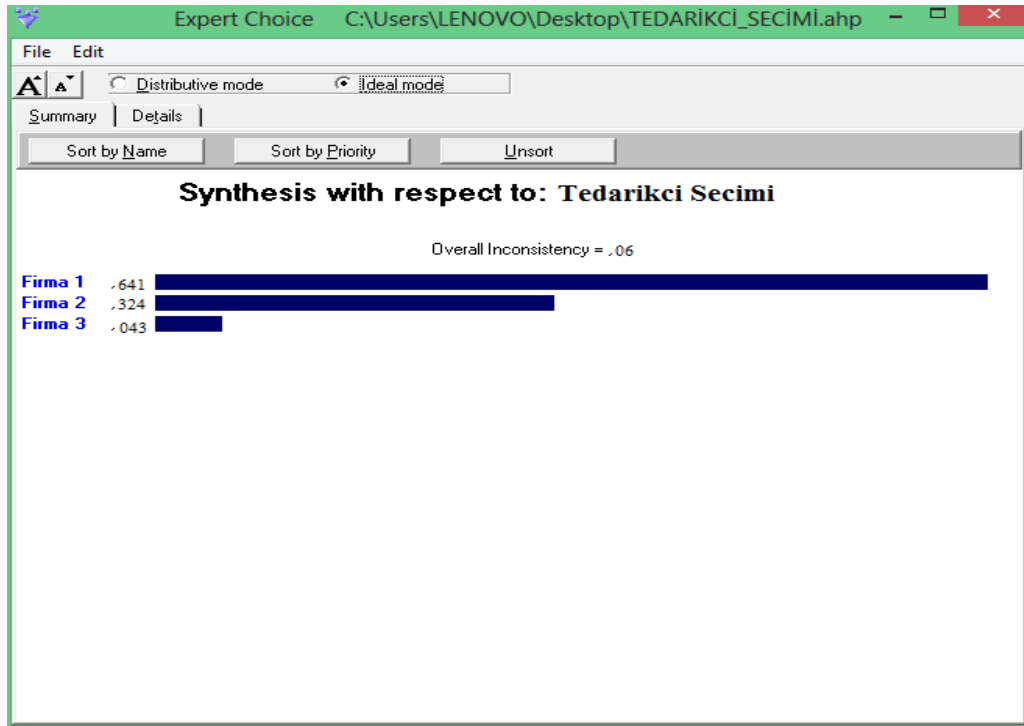 Expert Choice C:\Users\LENOVO\Desktop\TEDARİKCİ_SECİMİ.ahp
File Edit
A A Distributive mode Ideal mode
Summary Details
Sort by Name Sort by Priority Unsort
Synthesis with respect to: Tedarikci Secimi
Overall Inconsistency = ,06
Firma 1 ,641
Firma 2 ,324
Firma 3 ,043